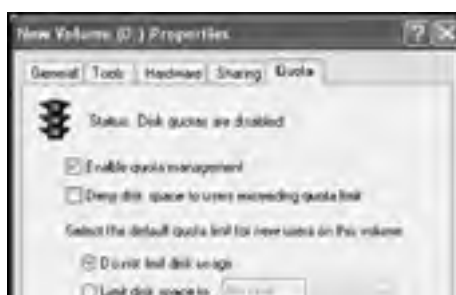 New Volume (D:) Properties
General Tools Hardware Sharing Quota
Status: Disk quotas are disabled
Enable quota management
Deny disk space to users exceeding quota limit
Select the default quota limit for new users on this volume
Do not limit disk usage
Limit disk space to